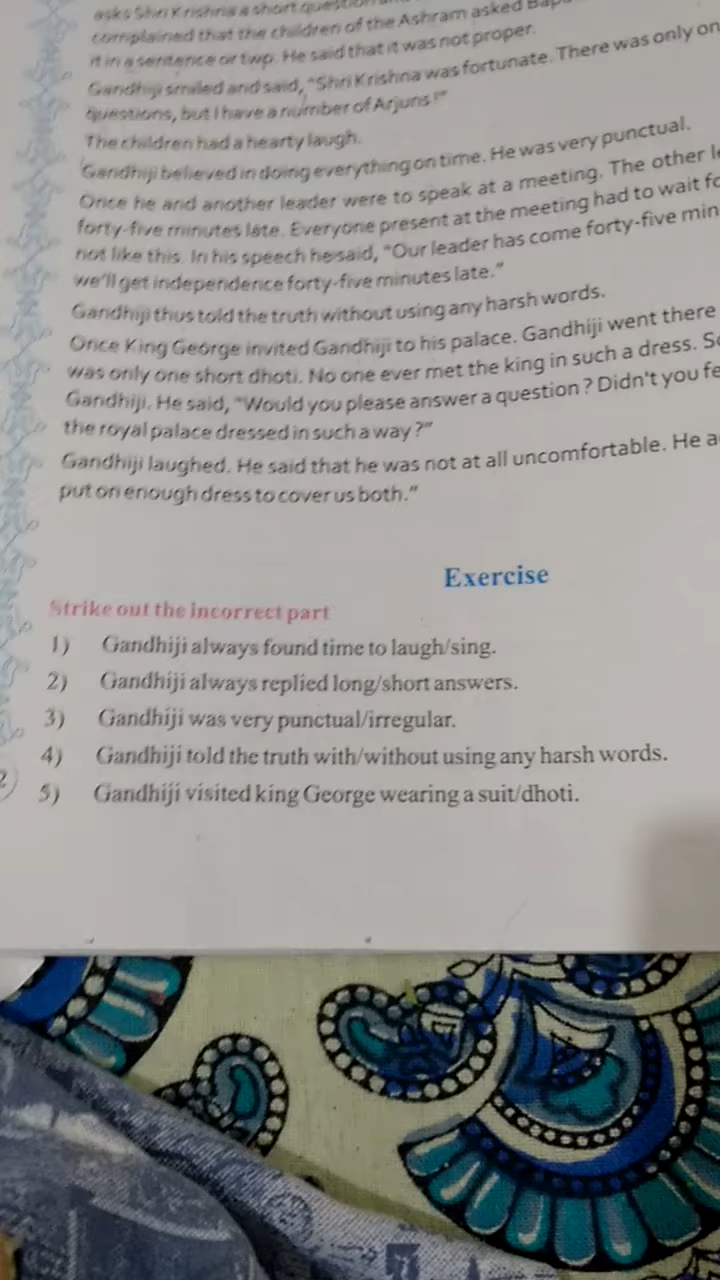 asks Shri Krishna a short question
complained that the children of the Ashram asked Bap
it in a sentence or two. He said that it was not proper.
Gandhiji smiled and said, "Shri Krishna was fortunate. There was only on
questions, but I have a number of Arjuns !"
The children had a hearty laugh.
Gandhiji believed in doing everything on time. He was very punctual.
Once he and another leader were to speak at a meeting. The other le
forty-five minutes late. Everyone present at the meeting had to wait fo
not like this. In his speech he said, "Our leader has come forty-five min
we'll get independence forty-five minutes late."
Gandhiji thus told the truth without using any harsh words.
Once King George invited Gandhiji to his palace. Gandhiji went there
was only one short dhoti. No one ever met the king in such a dress. So
Gandhiji. He said, "Would you please answer a question ? Didn't you fe
the royal palace dressed in such a way ?"
Gandhiji laughed. He said that he was not at all uncomfortable. He a
put on enough dress to cover us both."
Exercise
Strike out the incorrect part
1) Gandhiji always found time to laugh/sing.
2) Gandhiji always replied long/short answers.
3) Gandhiji was very punctual/irregular.
4) Gandhiji told the truth with/without using any harsh words.
5) Gandhiji visited king George wearing a suit/dhoti.